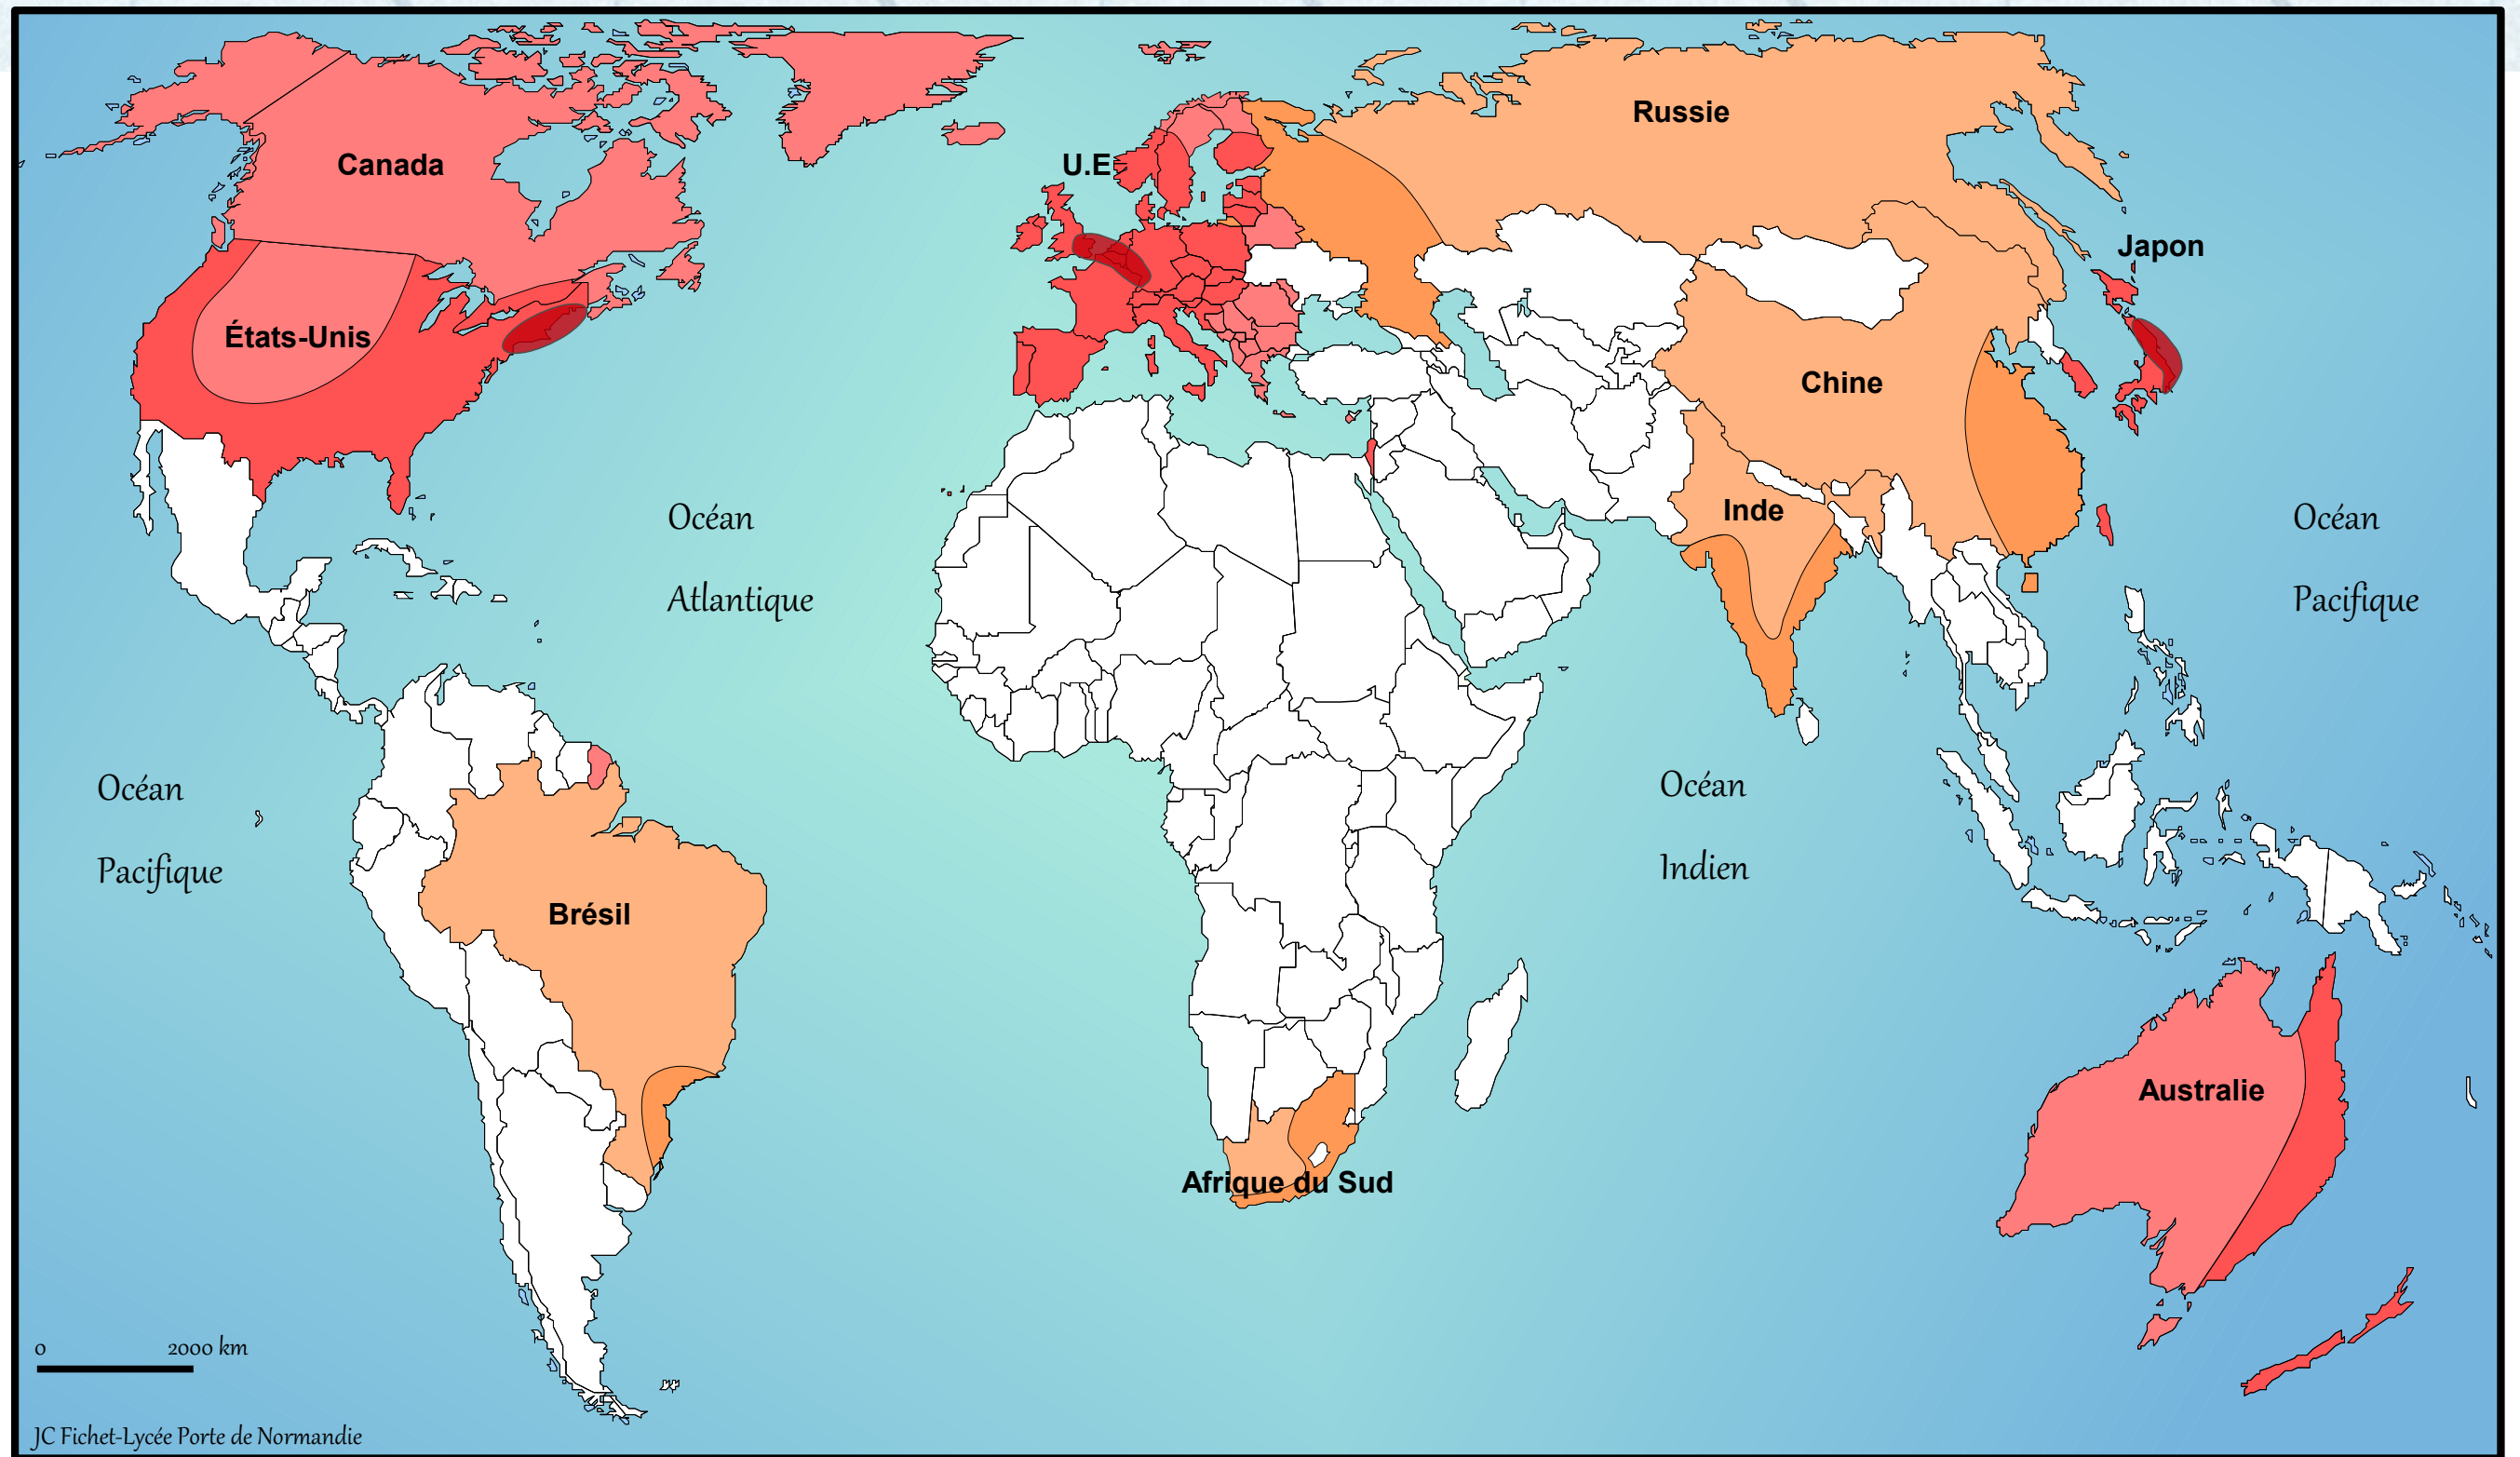 Russie
Canada
U.E
Japon
États-Unis
Chine
Inde
Océan
Atlantique
Océan
Pacifique
Océan
Pacifique
Océan
Indien
Brésil
Australie
Afrique du Sud
0 2000 km
JC Fichet-Lycée Porte de Normandie